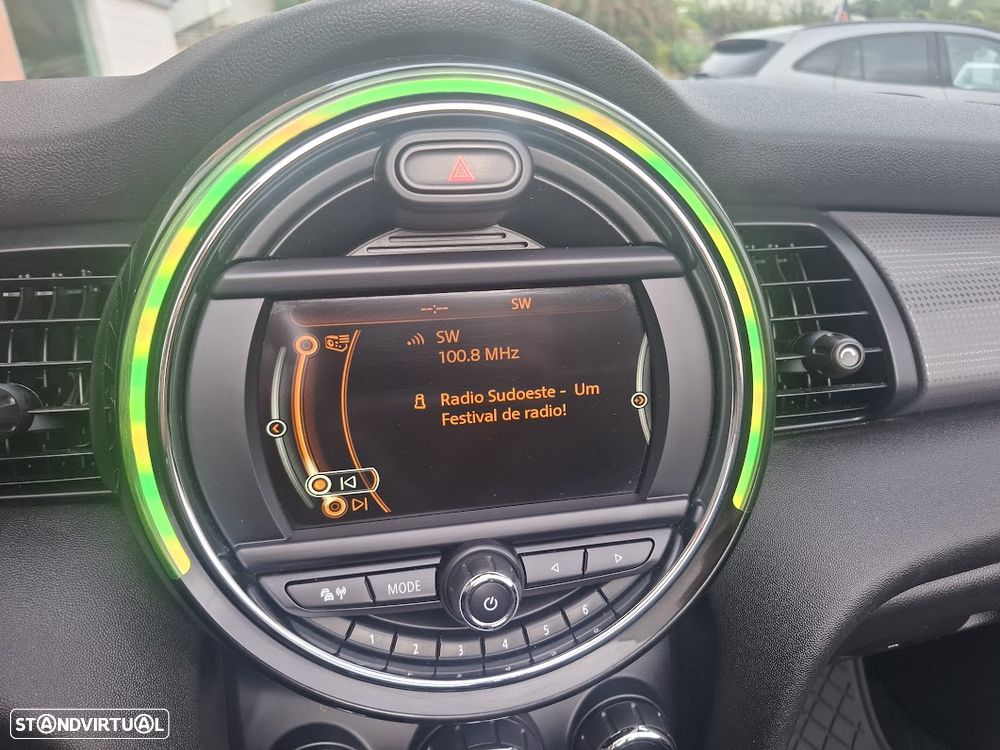 --:-- SW
SW
100.8 MHz
Radio Sudoeste - Um
Festival de radio!
MODE
1 2 3 4 5 6
STANDVIRTUAL